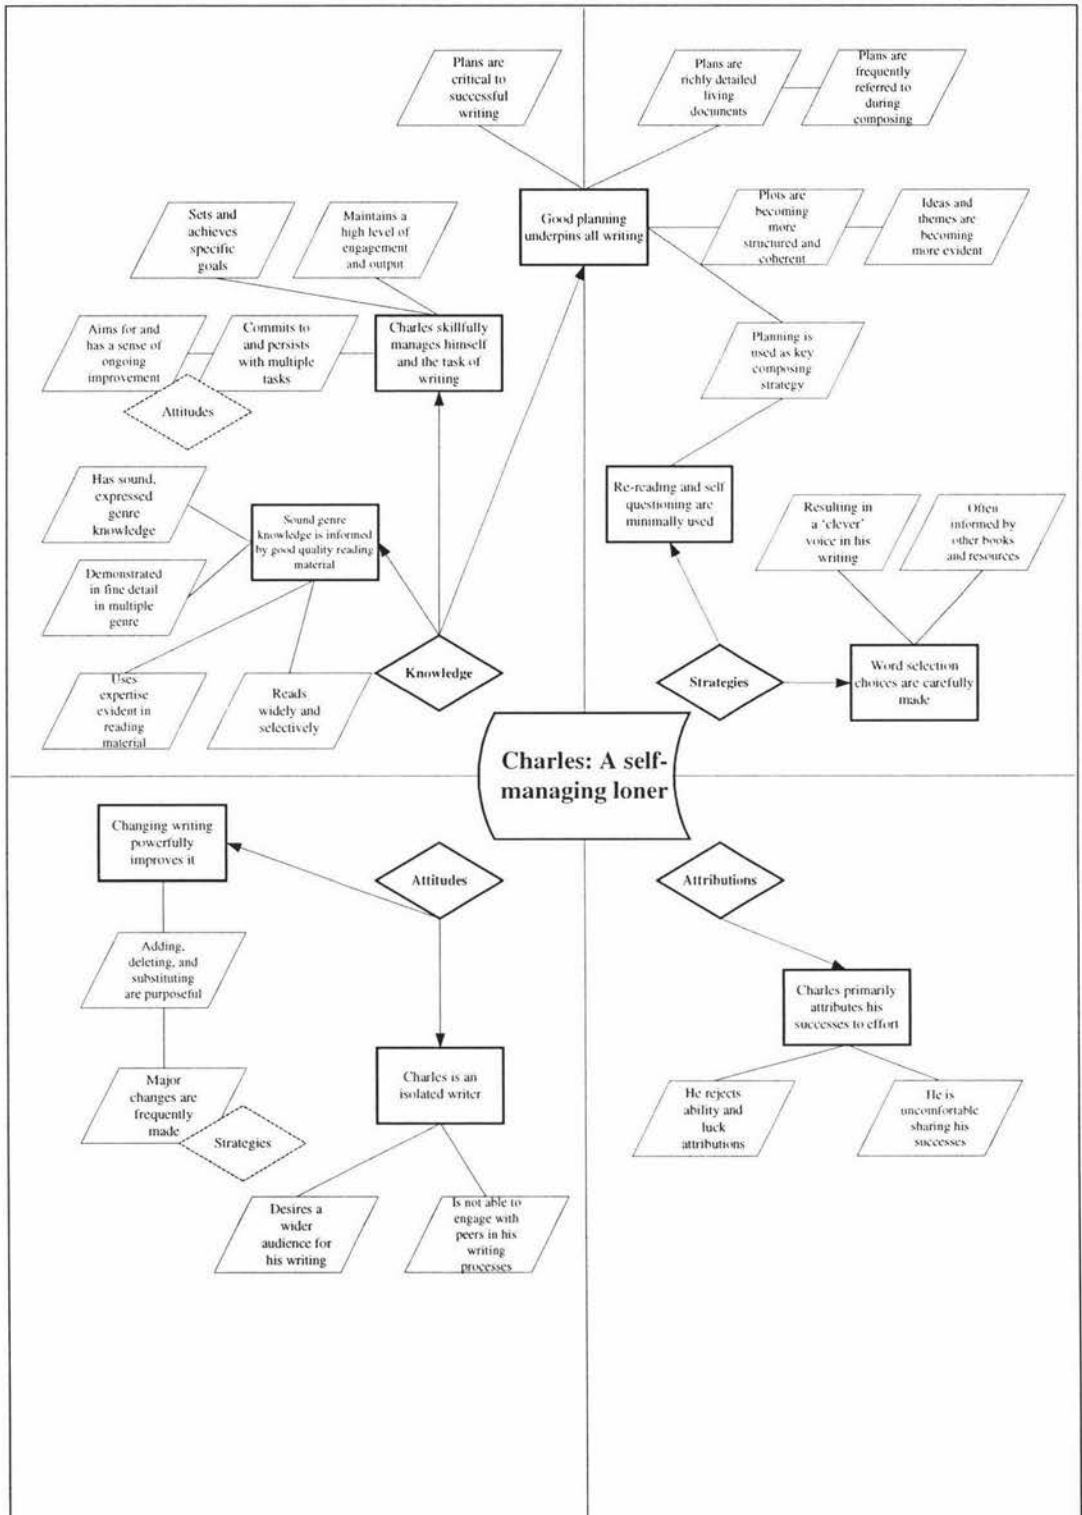 Plans are
critical to
successful
writing
Plans are
richly detailed
living
documents
Plans are
frequently
referred to
during
composing
Good planning
underpins all writing
Plots are
becoming
more
structured and
coherent
Ideas and
themes are
becoming
more evident
Sets and
achieves
specific
goals
Maintains a
high level of
engagement
and output
Aims for and
has a sense of
ongoing
improvement
Commits to
and persists
with multiple
tasks
Charles skillfully
manages himself
and the task of
writing
Attitudes
Planning is
used as key
composing
strategy
Has sound,
expressed
genre
knowledge
Sound genre
knowledge is informed
by good quality reading
material
Demonstrated
in fine detail
in multiple
genre
Uses
expertise
evident in
reading
material
Reads
widely and
selectively
Knowledge
Re-reading and self
questioning are
minimally used
Resulting in
a 'clever'
voice in his
writing
Often
informed by
other books
and resources
Strategies
Word selection
choices are carefully
made
Charles: A self-
managing loner
Changing writing
powerfully
improves it
Attitudes
Adding,
deleting, and
substituting
are purposeful
Major
changes are
frequently
made
Strategies
Charles is an
isolated writer
Desires a
wider
audience for
his writing
Is not able to
engage with
peers in his
writing
processes
Attributions
Charles primarily
attributes his
successes to effort
He rejects
ability and
luck
attributions
He is
uncomfortable
sharing his
successes